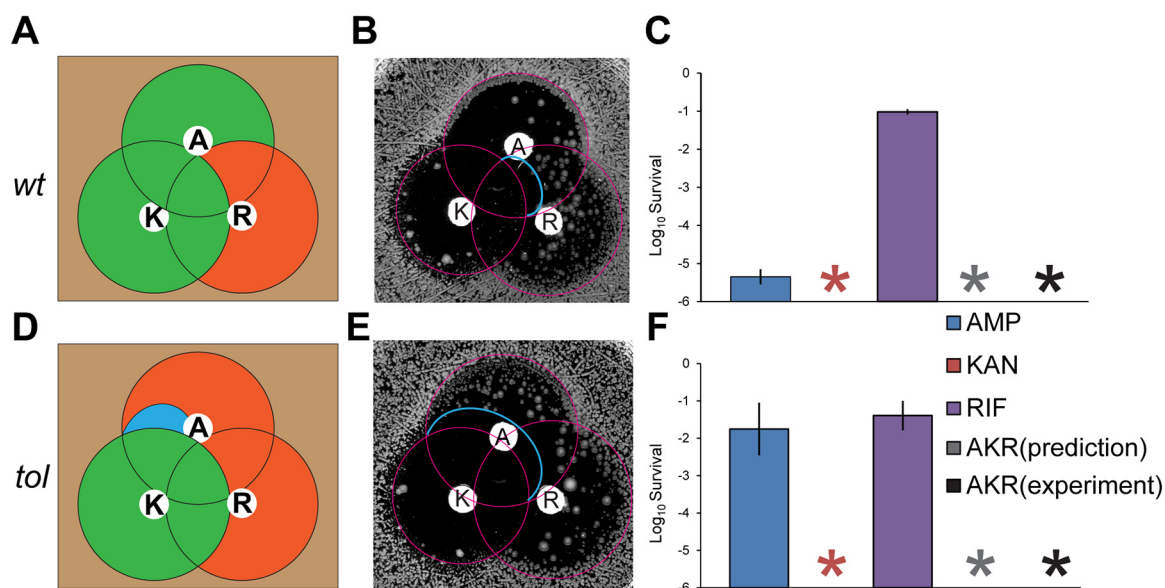 A
B
C
wt
A
K
R
A
K
R
Log10 Survival
0
-1
-2
-3
-4
-5
-6
*
*
*
D
E
F
tol
A
K
R
A
K
R
Log10 Survival
0
-1
-2
-3
-4
-5
-6
*
*
*
AMP
KAN
RIF
AKR(prediction)
AKR(experiment)